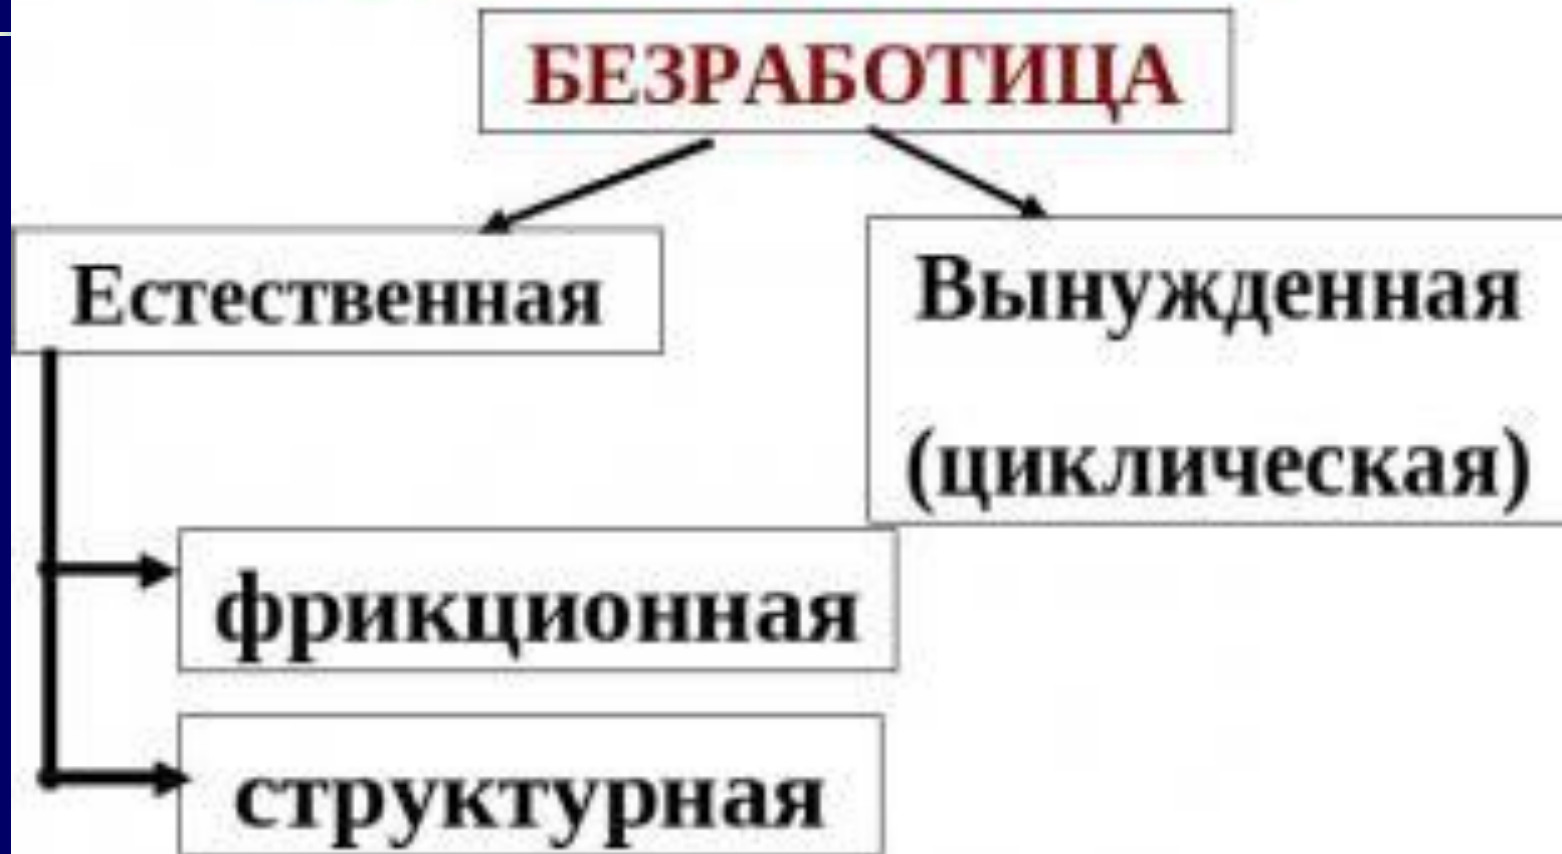 БЕЗРАБОТИЦА
Естественная
Вынужденная
(циклическая)
фрикционная
структурная